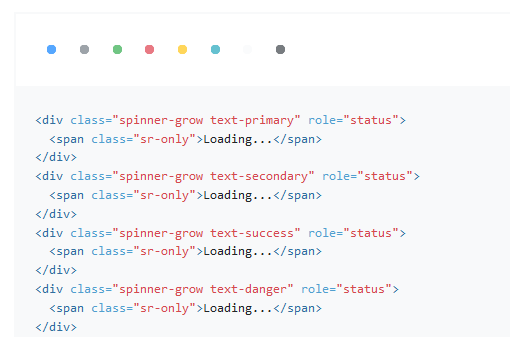 <div class="spinner-grow text-primary" role="status">
  <span class="sr-only">Loading...</span>
</div>
<div class="spinner-grow text-secondary" role="status">
  <span class="sr-only">Loading...</span>
</div>
<div class="spinner-grow text-success" role="status">
  <span class="sr-only">Loading...</span>
</div>
<div class="spinner-grow text-danger" role="status">
  <span class="sr-only">Loading...</span>
</div>